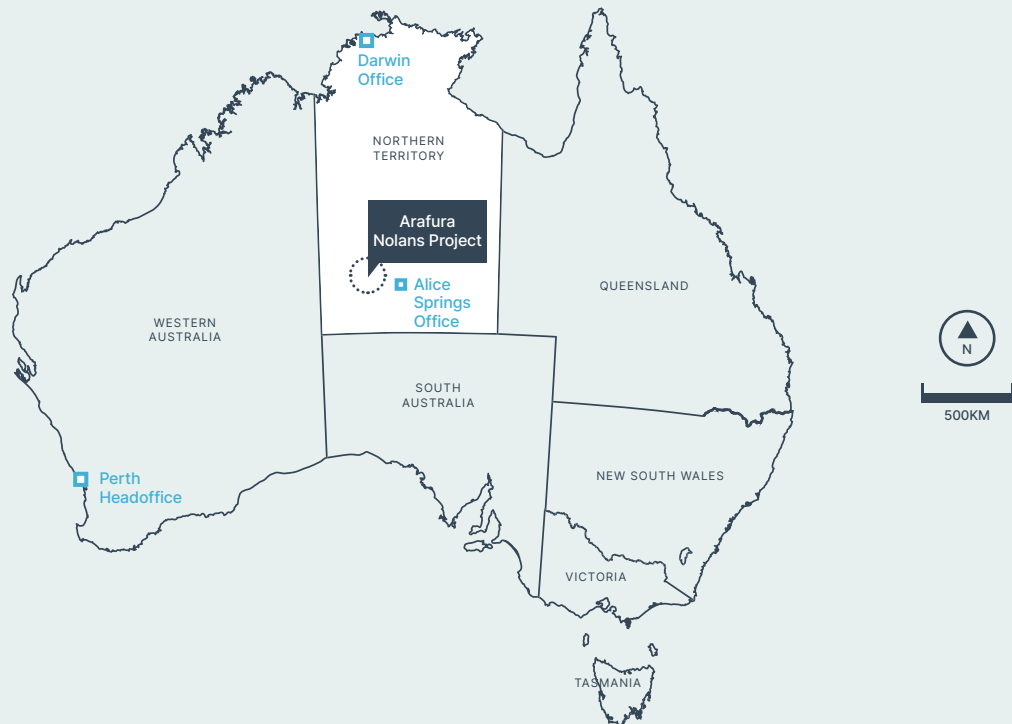 Darwin
Office
NORTHERN
TERRITORY
Arafura
Nolans Project
Alice
Springs
Office
QUEENSLAND
WESTERN
AUSTRALIA
N
SOUTH
AUSTRALIA
500KM
Perth
Headoffice
NEW SOUTH WALES
VICTORIA
TASMANIA